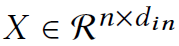 X ∈ ℛ^{n×d_{in}}